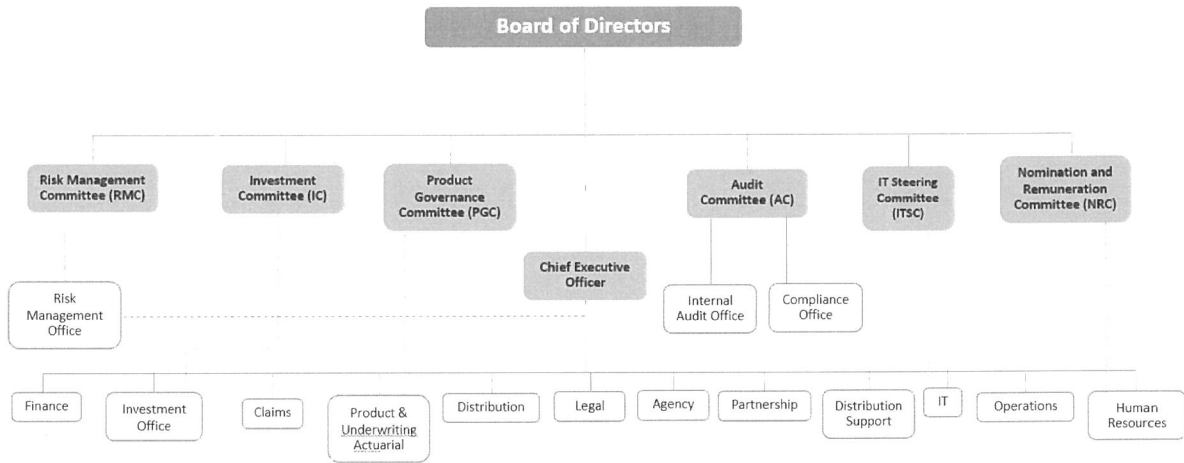 Board of Directors
Risk Management
Committee (RMC)
Investment
Committee (IC)
Product
Governance
Committee (PGC)
Audit
Committee (AC)
IT Steering
Committee
(ITSC)
Nomination and
Remuneration
Committee (NRC)
Chief Executive
Officer
Risk
Management
Office
Internal
Audit Office
Compliance
Office
Finance
Investment
Office
Claims
Product &
Underwriting
Actuarial
Distribution
Legal
Agency
Partnership
Distribution
Support
IT
Operations
Human
Resources